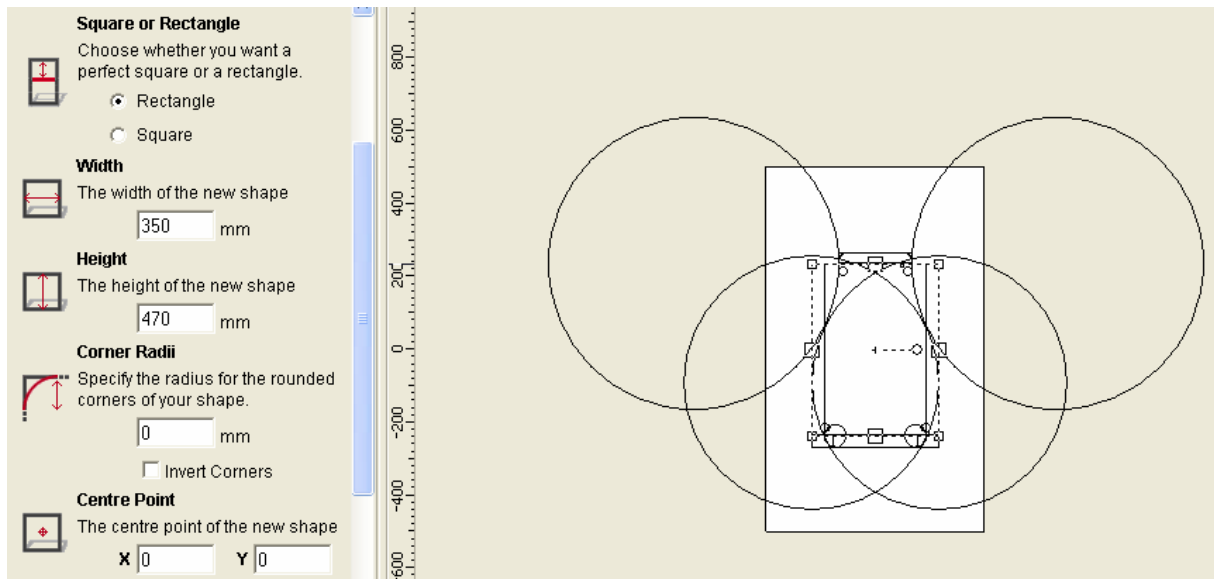 Square or Rectangle
Choose whether you want a
perfect square or a rectangle.
Rectangle
Square
Width
The width of the new shape
350 mm
Height
The height of the new shape
470 mm
Corner Radii
Specify the radius for the rounded
corners of your shape.
0 mm
Invert Corners
Centre Point
The centre point of the new shape
X 0 Y 0
800
600
400
200
0
-200
-400
-600